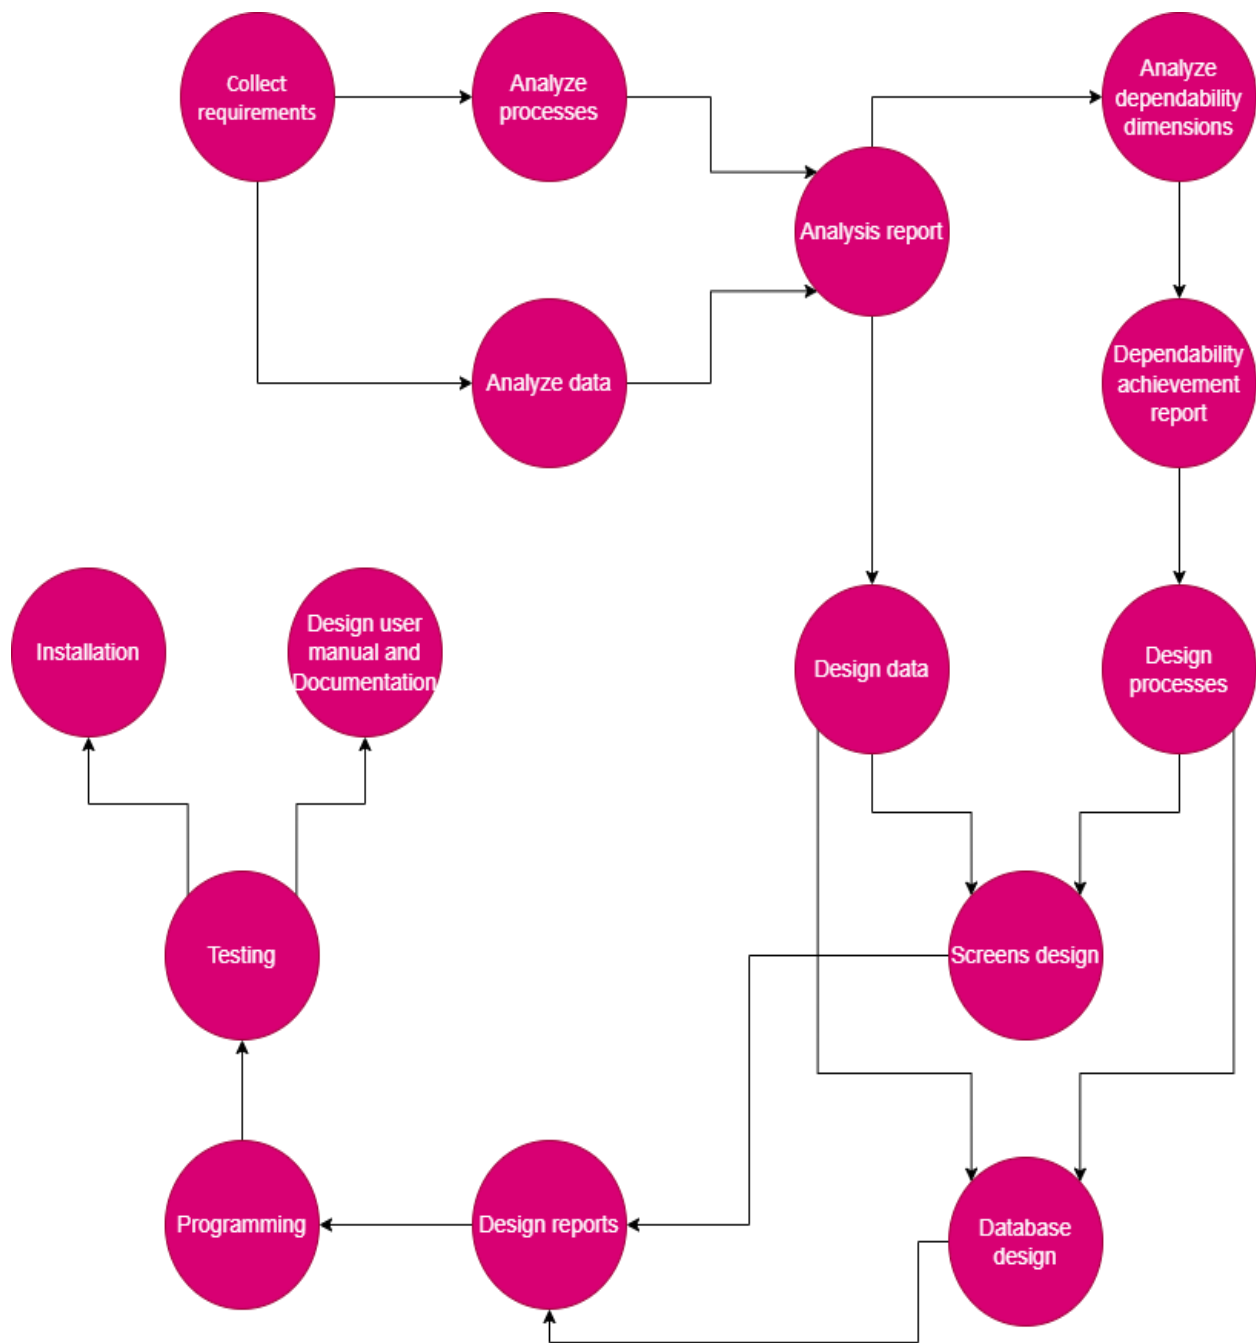 Collect
requirements
Analyze
processes
Analyze
dependability
dimensions
Analysis report
Analyze data
Dependability
achievement
report
Installation
Design user
manual and
Documentation
Design data
Design
processes
Testing
Screens design
Programming
Design reports
Database
design